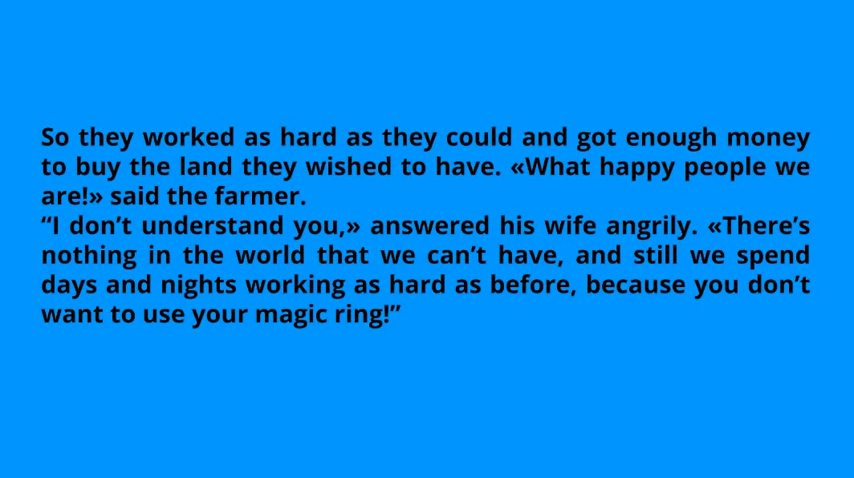 So they worked as hard as they could and got enough money
to buy the land they wished to have. «What happy people we
are!» said the farmer.
“I don’t understand you,» answered his wife angrily. «There’s
nothing in the world that we can’t have, and still we spend
days and nights working as hard as before, because you don’t
want to use your magic ring!”